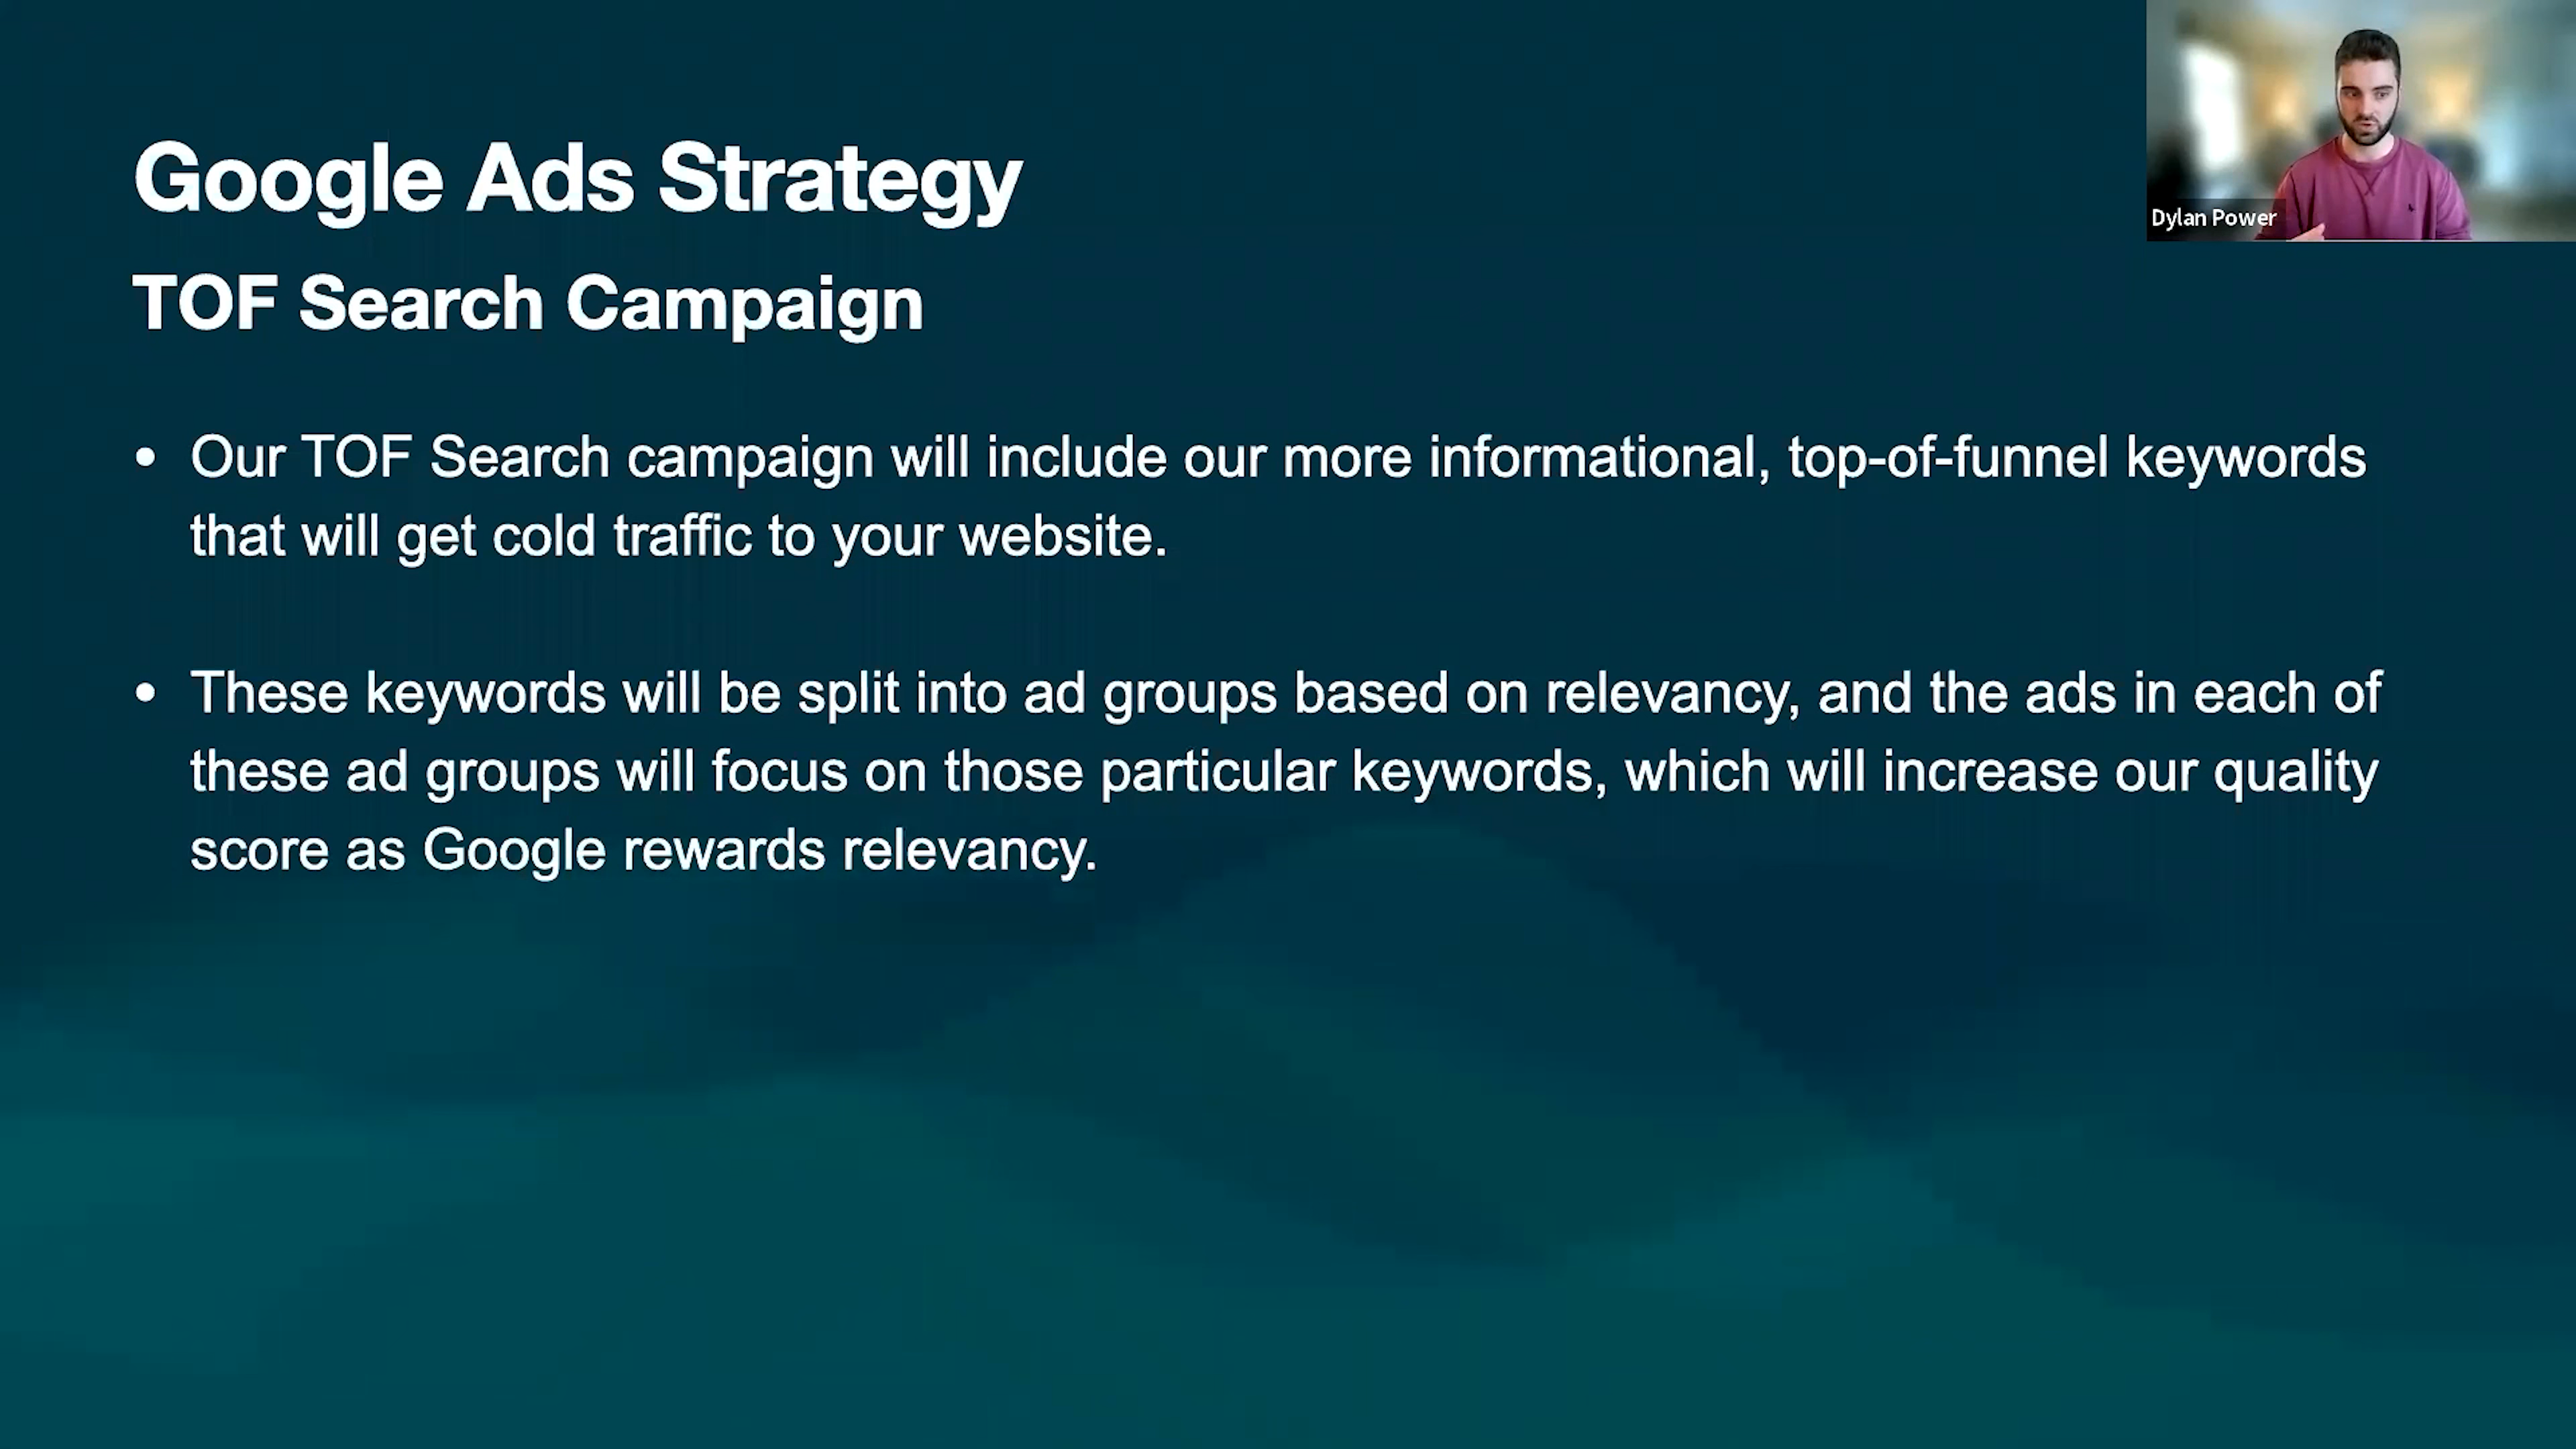 Google Ads Strategy
TOF Search Campaign
• Our TOF Search campaign will include our more informational, top-of-funnel keywords
that will get cold traffic to your website.
• These keywords will be split into ad groups based on relevancy, and the ads in each of
these ad groups will focus on those particular keywords, which will increase our quality
score as Google rewards relevancy.
Dylan Power